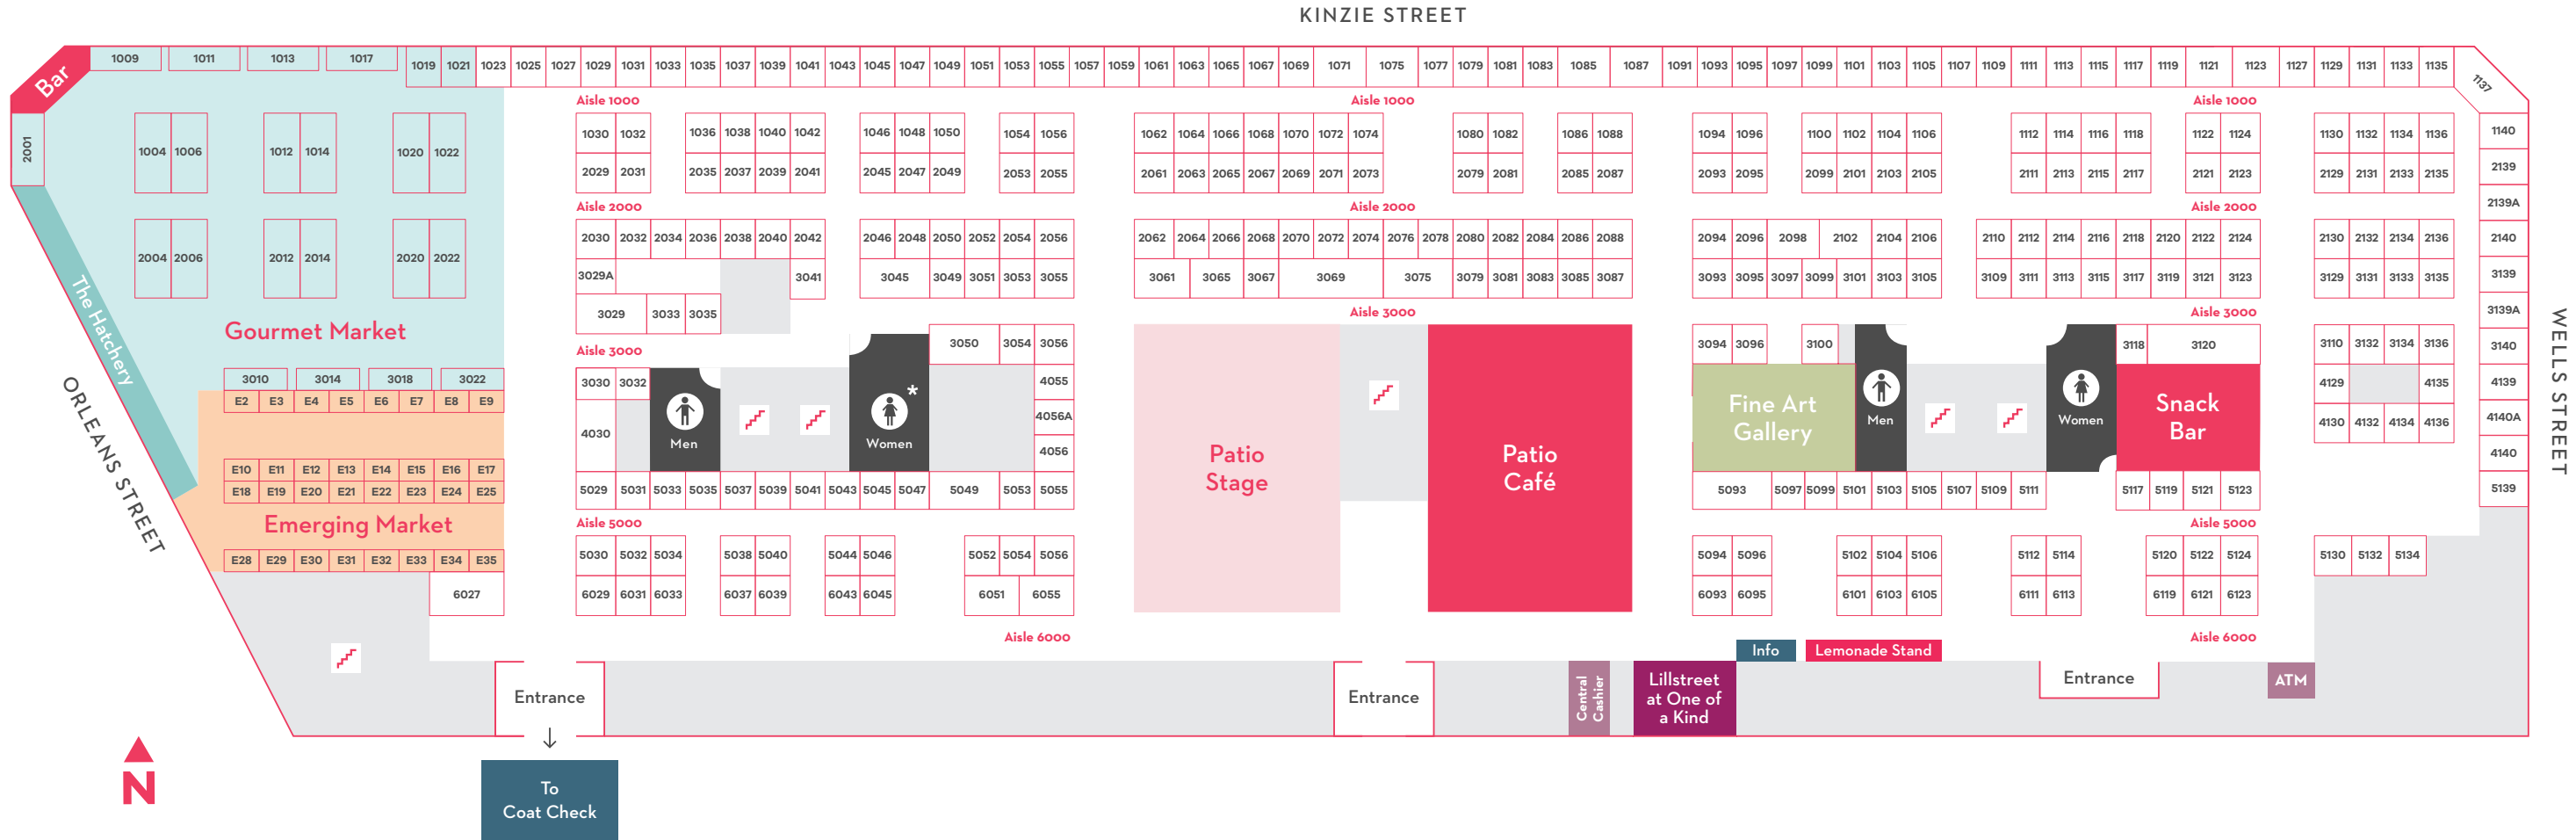 KINZIE STREET
Bar
1009 1011 1013 1017 1019 1021 1023 1025 1027 1029 1031 1033 1035 1037 1039 1041 1043 1045 1047 1049 1051 1053 1055 1057 1059 1061 1063 1065 1067 1069 1071 1075 1077 1079 1081 1083 1085 1087 1091 1093 1095 1097 1099 1101 1103 1105 1107 1109 1111 1113 1115 1117 1119 1121 1123 1127 1129 1131 1133 1135 1137
Aisle 1000 Aisle 1000 Aisle 1000
2001
1004 1006 1012 1014 1020 1022
1030 1032 1036 1038 1040 1042 1046 1048 1050 1054 1056 1062 1064 1066 1068 1070 1072 1074 1080 1082 1086 1088 1094 1096 1100 1102 1104 1106 1112 1114 1116 1118 1122 1124 1130 1132 1134 1136 1140
2029 2031 2035 2037 2039 2041 2045 2047 2049 2053 2055 2061 2063 2065 2067 2069 2071 2073 2079 2081 2085 2087 2093 2095 2099 2101 2103 2105 2111 2113 2115 2117 2121 2123 2129 2131 2133 2135 2139
Aisle 2000 Aisle 2000 Aisle 2000
2139A
2004 2006 2012 2014 2020 2022
2030 2032 2034 2036 2038 2040 2042 2046 2048 2050 2052 2054 2056 2062 2064 2066 2068 2070 2072 2074 2076 2078 2080 2082 2084 2086 2088 2094 2096 2098 2102 2104 2106 2110 2112 2114 2116 2118 2120 2122 2124 2130 2132 2134 2136 2140
3029A 3041 3045 3049 3051 3053 3055 3061 3065 3067 3069 3075 3079 3081 3083 3085 3087 3093 3095 3097 3099 3101 3103 3105 3109 3111 3113 3115 3117 3119 3121 3123 3129 3131 3133 3135 3139
3029 3033 3035
Aisle 3000 Aisle 3000
3139A
The Hatchery
Gourmet Market
Aisle 3000
3050 3054 3056 3094 3096 3100 3118 3120 3110 3132 3134 3136 3140
3010 3014 3018 3022
3030 3032 4055 4129 4135 4139
E2 E3 E4 E5 E6 E7 E8 E9
4030 4056A 4130 4132 4134 4136 4140A
Men
*
Women
4056
Patio
Stage
Patio
Café
Fine Art
Gallery
Men
Women
Snack
Bar
4140
ORLEANS STREET
WELLS STREET
E10 E11 E12 E13 E14 E15 E16 E17
E18 E19 E20 E21 E22 E23 E24 E25
5029 5031 5033 5035 5037 5039 5041 5043 5045 5047 5049 5053 5055 5093 5097 5099 5101 5103 5105 5107 5109 5111 5117 5119 5121 5123 5139
Emerging Market
Aisle 5000 Aisle 5000
E28 E29 E30 E31 E32 E33 E34 E35
5030 5032 5034 5038 5040 5044 5046 5052 5054 5056 5094 5096 5102 5104 5106 5112 5114 5120 5122 5124 5130 5132 5134
6027 6029 6031 6033 6037 6039 6043 6045 6051 6055 6093 6095 6101 6103 6105 6111 6113 6119 6121 6123
Aisle 6000 Aisle 6000
Info
Lemonade Stand
Entrance
Entrance
Central
Cashier
Lillstreet
at One of
a Kind
Entrance
ATM
N
To
Coat Check